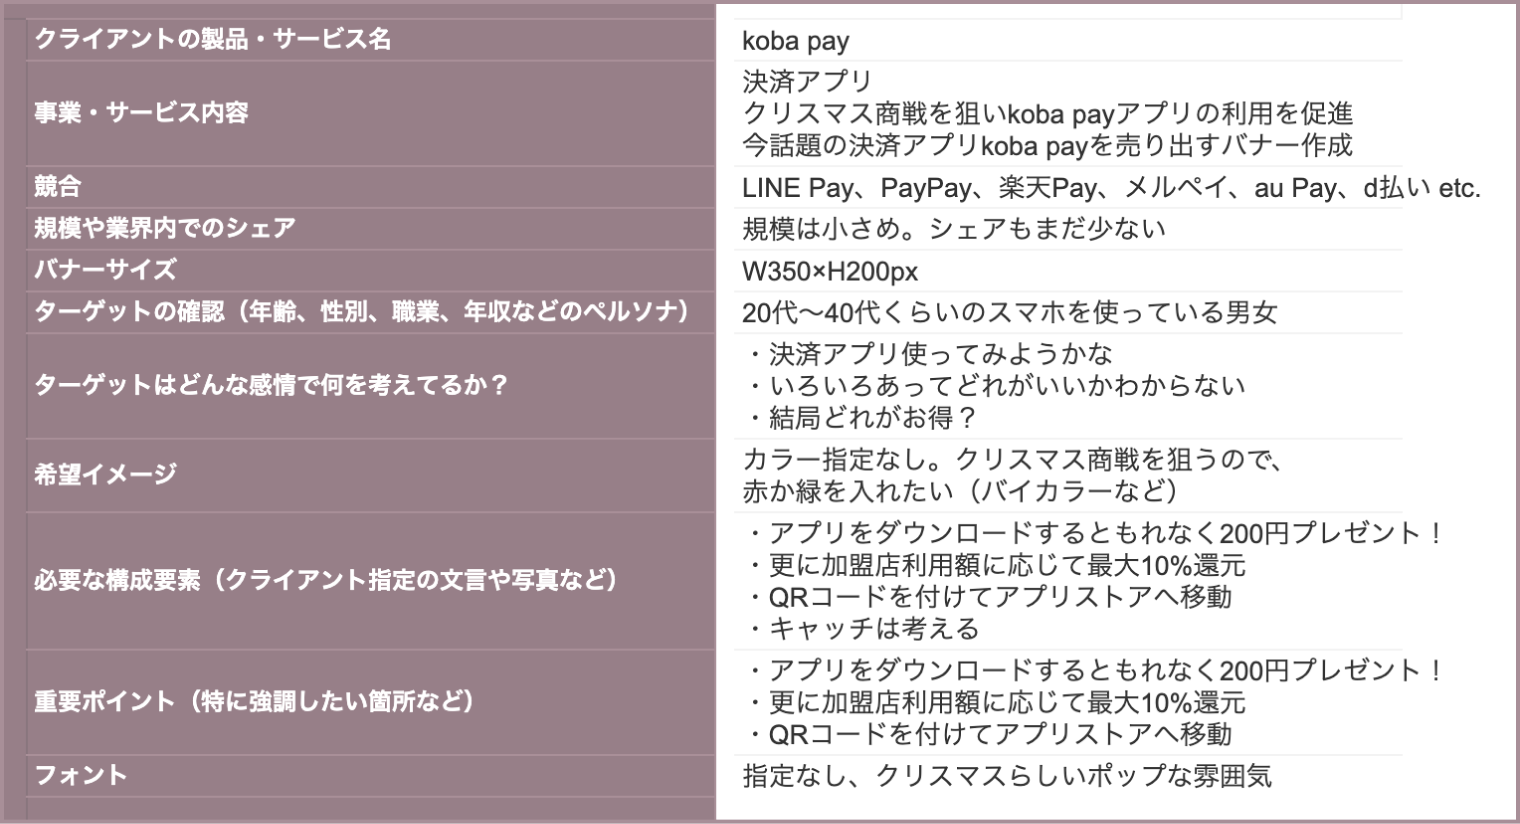 クライアントの製品・サービス名
koba pay
事業・サービス内容
決済アプリ
クリスマス商戦を狙いkoba payアプリの利用を促進
今話題の決済アプリkoba payを売り出すバナー作成
競合
LINE Pay、PayPay、楽天Pay、メルペイ、au Pay、d払い etc.
規模や業界内でのシェア
規模は小さめ。シェアもまだ少ない
バナーサイズ
W350×H200px
ターゲットの確認（年齢、性別、職業、年収などのペルソナ）
20代〜40代くらいのスマホを使っている男女
ターゲットはどんな感情で何を考えてるか？
・決済アプリ使ってみようかな
・いろいろあってどれがいいかわからない
・結局どれがお得？
希望イメージ
カラー指定なし。クリスマス商戦を狙うので、
赤か緑を入れたい（バイカラーなど）
必要な構成要素（クライアント指定の文言や写真など）
・アプリをダウンロードするともれなく200円プレゼント！
・更に加盟店利用額に応じて最大10%還元
・QRコードを付けてアプリストアへ移動
・キャッチは考える
重要ポイント（特に強調したい箇所など）
・アプリをダウンロードするともれなく200円プレゼント！
・更に加盟店利用額に応じて最大10%還元
・QRコードを付けてアプリストアへ移動
フォント
指定なし、クリスマスらしいポップな雰囲気